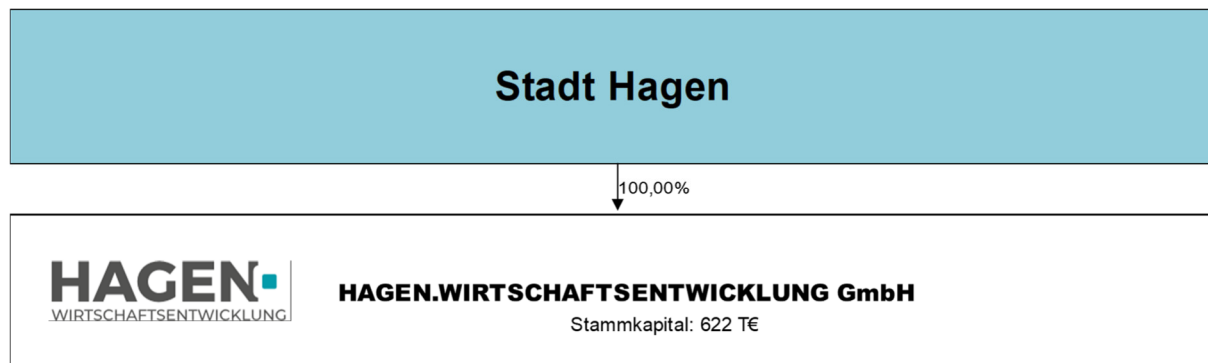 Stadt Hagen
100,00%
HAGEN
WIRTSCHAFTSENTWICKLUNG
HAGEN.WIRTSCHAFTSENTWICKLUNG GmbH
Stammkapital: 622 T€